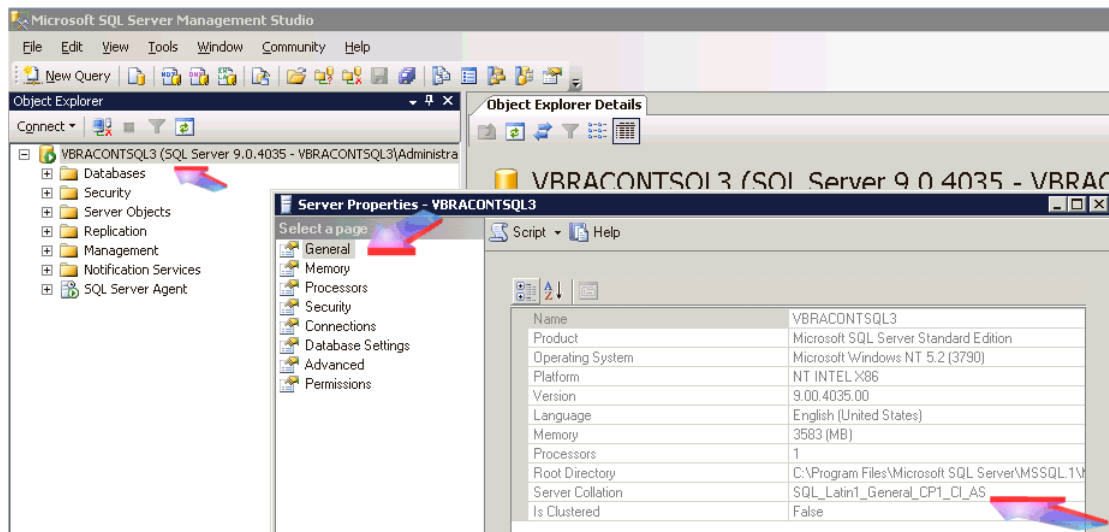 Microsoft SQL Server Management Studio
File Edit View Tools Window Community Help
New Query
Object Explorer
Object Explorer Details
Connect
VBRACONTSQL3 (SQL Server 9.0.4035 - VBRACONTSQL3\Administra
VBRACONTSQL3 (SQL Server 9.0.4035 - VBRAC
Databases
Security
Server Objects
Replication
Management
Notification Services
SQL Server Agent
Server Properties - VBRACONTSQL3
Select a page
General
Memory
Processors
Security
Connections
Database Settings
Advanced
Permissions
Script Help
Name VBRACONTSQL3
Product Microsoft SQL Server Standard Edition
Operating System Microsoft Windows NT 5.2 (3790)
Platform NT INTEL X86
Version 9.00.4035.00
Language English (United States)
Memory 3583 (MB)
Processors 1
Root Directory C:\Program Files\Microsoft SQL Server\MSSQL.1\
Server Collation SQL_Latin1_General_CP1_CI_AS
Is Clustered False